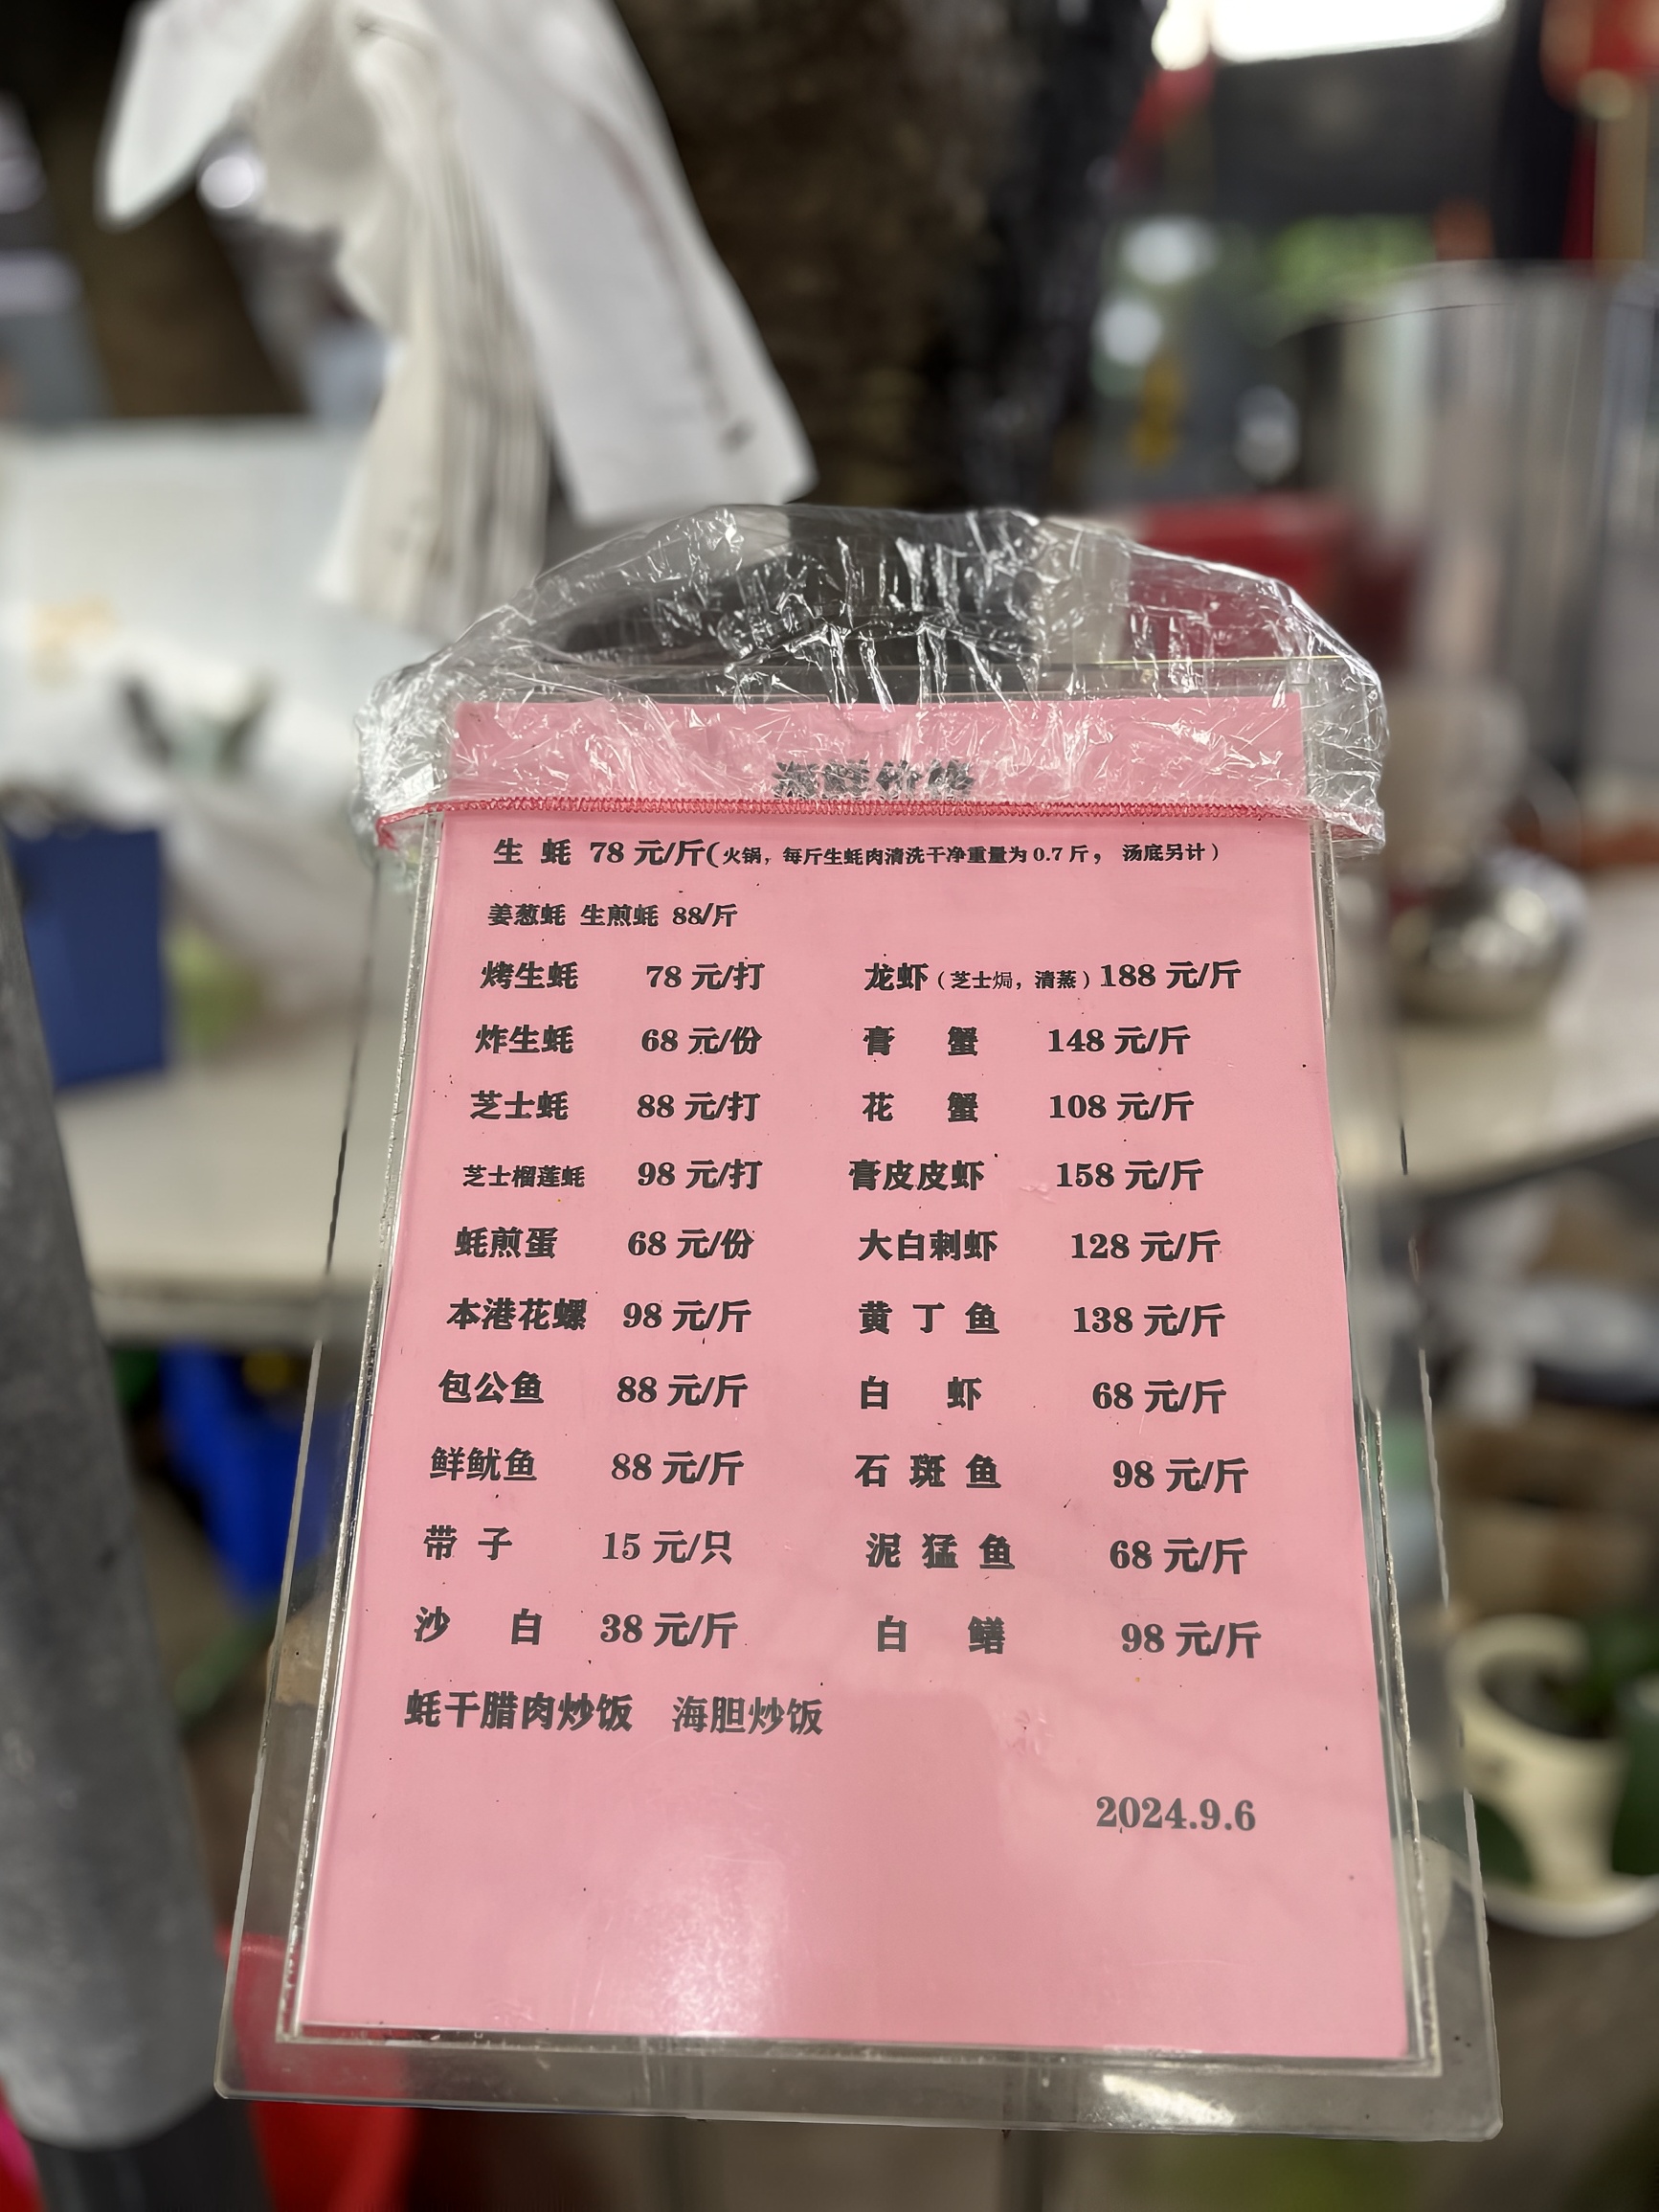 生 蚝 78 元/斤(火锅，每斤生蚝肉清洗干净重量为 0.7 斤， 汤底另计)
姜葱蚝 生煎蚝 88/斤
烤生蚝 78 元/打 龙虾(芝士焗，清蒸)188 元/斤
炸生蚝 68 元/份 膏 蟹 148 元/斤
芝士蚝 88 元/打 花 蟹 108 元/斤
芝士榴莲蚝 98 元/打 膏皮皮虾 158 元/斤
蚝煎蛋 68 元/份 大白刺虾 128 元/斤
本港花螺 98 元/斤 黄 丁 鱼 138 元/斤
包公鱼 88 元/斤 白 虾 68 元/斤
鲜鱿鱼 88 元/斤 石 斑 鱼 98 元/斤
带 子 15 元/只 泥 猛 鱼 68 元/斤
沙 白 38 元/斤 白 鳝 98 元/斤
蚝干腊肉炒饭 海胆炒饭
2024.9.6